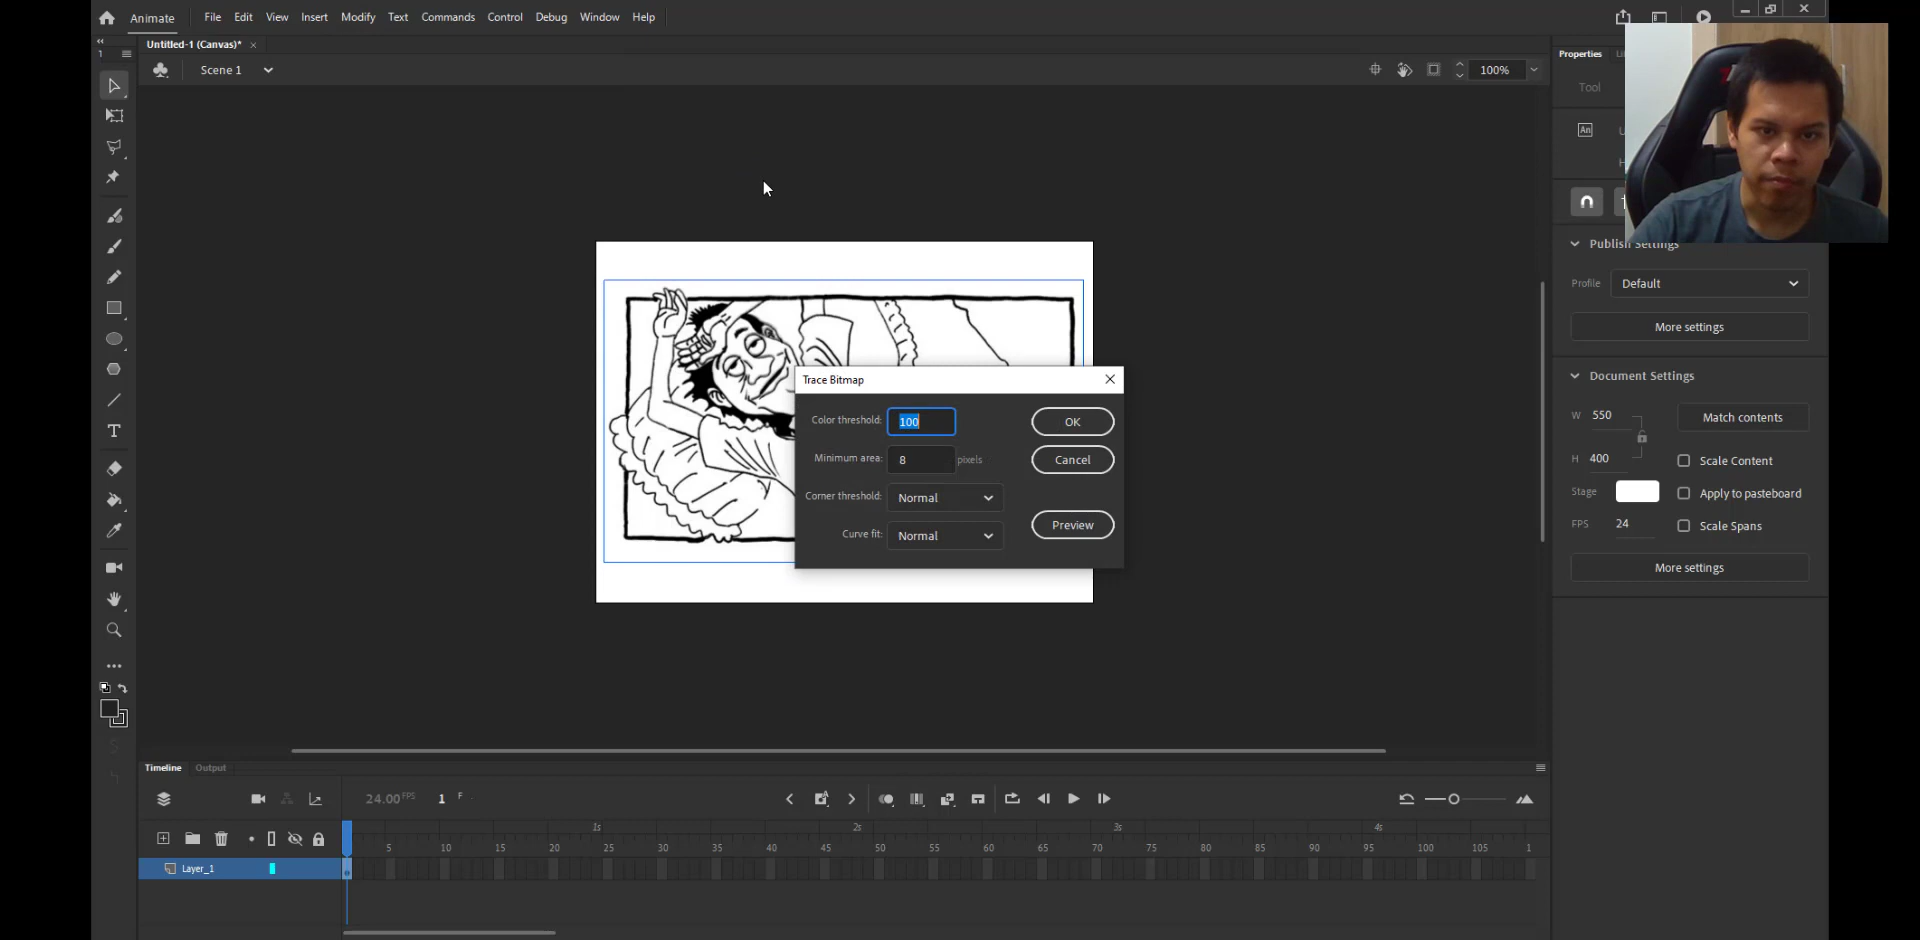 Animate File Edit View Insert Modify Text Commands Control Debug Window Help
1 Untitled-1 (Canvas)* Properties
Scene 1 100%
Tool
An
Trace Bitmap
Color threshold: 100 OK
Minimum area: 8 pixels Cancel
Corner threshold: Normal
Preview
Curve fit: Normal
Publish Settings
Profile Default
More settings
Document Settings
W 550 Match contents
H 400 Scale Content
Stage Apply to pasteboard
FPS 24 Scale Spans
More settings
Timeline Output
24.00 FPS 1 F
1s 2s 3s 4s
5 10 15 20 25 30 35 40 45 50 55 60 65 70 75 80 85 90 95 100 105 1
Layer_1